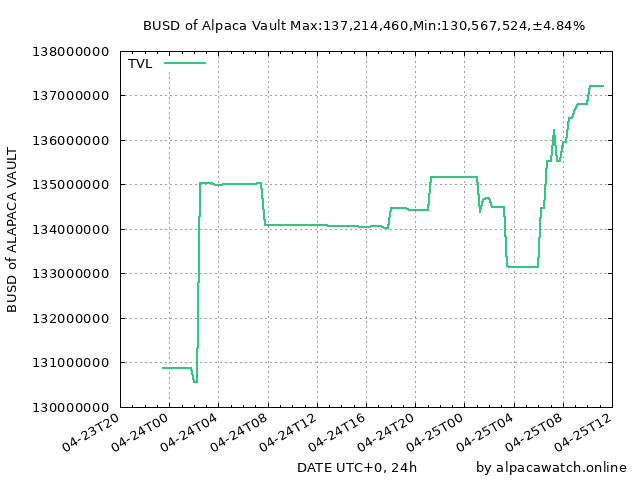 BUSD of Alpaca Vault Max:137,214,460,Min:130,567,524,±4.84%
TVL
138000000
137000000
136000000
135000000
134000000
133000000
132000000
131000000
130000000
BUSD of ALAPACA VAULT
04-23T20
04-24T00
04-24T04
04-24T08
04-24T12
04-24T16
04-24T20
04-25T00
04-25T04
04-25T08
04-25T12
DATE UTC+0, 24h
by alpacawatch.online